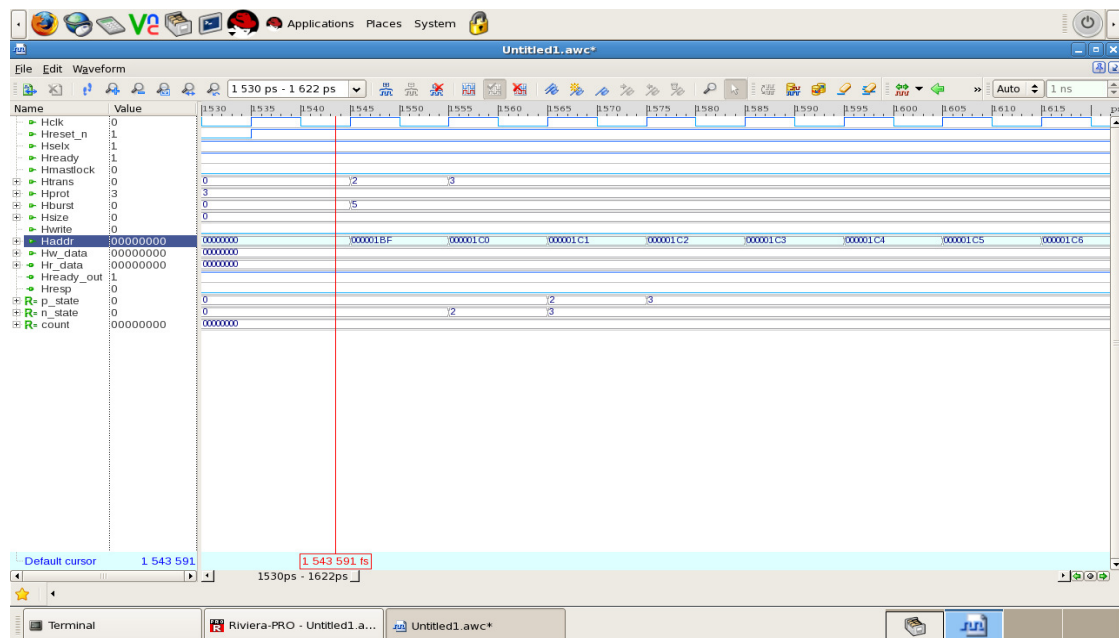 Applications Places System
Untitled1.awc*
File Edit Waveform
1 530 ps - 1 622 ps Auto 1 ns
Name Value 1530 1535 1540 1545 1550 1555 1560 1565 1570 1575 1580 1585 1590 1595 1600 1605 1610 1615
Hclk 0
Hreset_n 1
Hselx 1
Hready 1
Hmastlock 0
Htrans 0 0 2 3
Hprot 3 3
Hburst 0 0 5
Hsize 0 0
Hwrite 0
Haddr 00000000 00000000 000001BF 000001C0 000001C1 000001C2 000001C3 000001C4 000001C5 000001C6
Hw_data 00000000 00000000
Hr_data 00000000 00000000
Hready_out 1
Hresp 0
R= p_state 0 0 2 3
R= n_state 0 0 2 3
R= count 00000000 00000000
Default cursor 1 543 591 1 543 591 fs
1530ps - 1622ps
Terminal Riviera-PRO - Untitled1.a... Untitled1.awc*